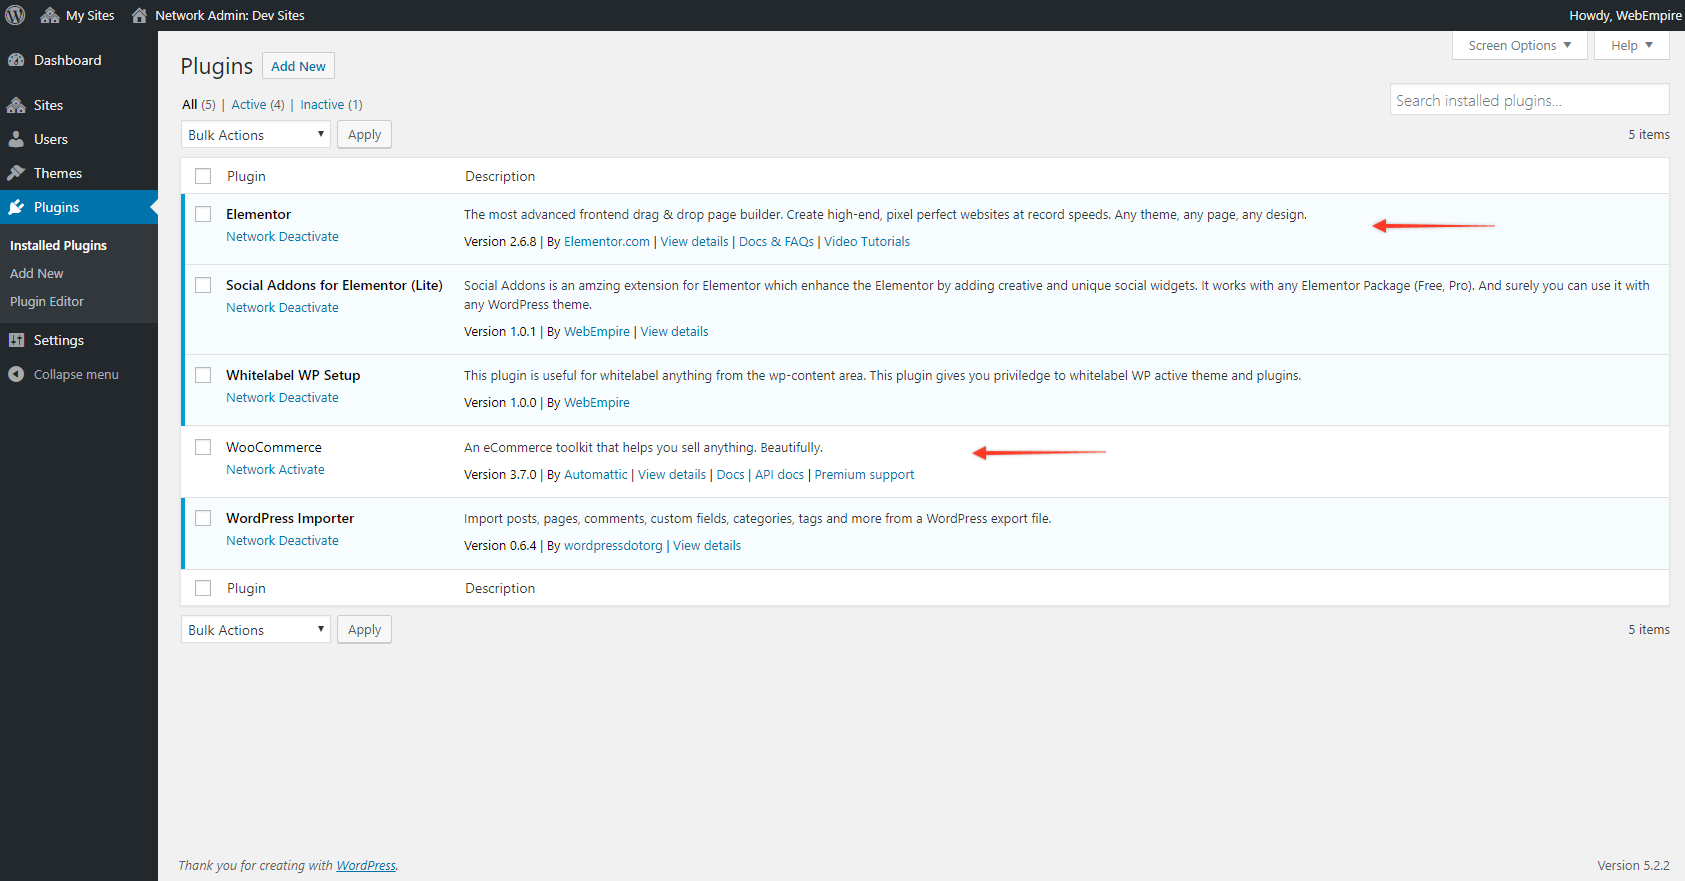 My Sites Network Admin: Dev Sites Howdy, WebEmpire
Screen Options Help
Dashboard
Sites
Users
Themes
Plugins
Installed Plugins
Add New
Plugin Editor
Settings
Collapse menu
Plugins Add New
All (5) | Active (4) | Inactive (1)
Search installed plugins...
Bulk Actions Apply 5 items
Plugin Description
Elementor The most advanced frontend drag & drop page builder. Create high-end, pixel perfect websites at record speeds. Any theme, any page, any design.
Network Deactivate Version 2.6.8 | By Elementor.com | View details | Docs & FAQs | Video Tutorials
Social Addons for Elementor (Lite) Social Addons is an amzing extension for Elementor which enhance the Elementor by adding creative and unique social widgets. It works with any Elementor Package (Free, Pro). And surely you can use it with
Network Deactivate any WordPress theme.
Version 1.0.1 | By WebEmpire | View details
Whitelabel WP Setup This plugin is useful for whitelabel anything from the wp-content area. This plugin gives you priviledge to whitelabel WP active theme and plugins.
Network Deactivate Version 1.0.0 | By WebEmpire
WooCommerce An eCommerce toolkit that helps you sell anything. Beautifully.
Network Activate Version 3.7.0 | By Automattic | View details | Docs | API docs | Premium support
WordPress Importer Import posts, pages, comments, custom fields, categories, tags and more from a WordPress export file.
Network Deactivate Version 0.6.4 | By wordpressdotorg | View details
Plugin Description
Bulk Actions Apply 5 items
Thank you for creating with WordPress. Version 5.2.2